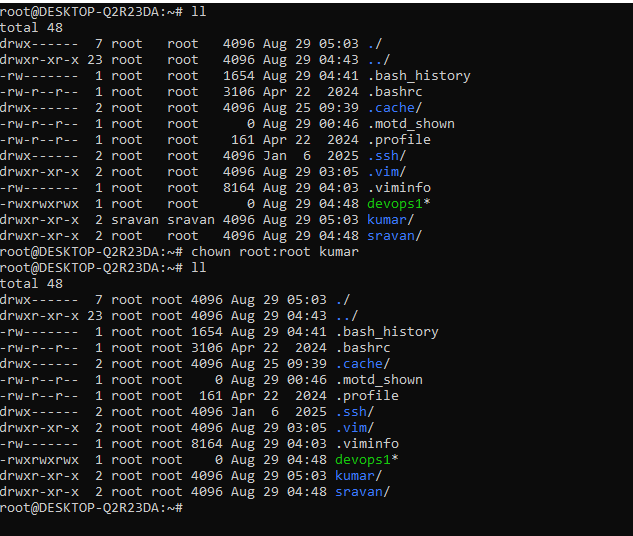 root@DESKTOP-Q2R23DA:~# ll
total 48
drwx------  7 root   root   4096 Aug 29 05:03 ./
drwxr-xr-x 23 root   root   4096 Aug 29 04:43 ../
-rw-------  1 root   root   1654 Aug 29 04:41 .bash_history
-rw-r--r--  1 root   root   3106 Apr 22  2024 .bashrc
drwx------  2 root   root   4096 Aug 25 09:39 .cache/
-rw-r--r--  1 root   root      0 Aug 29 00:46 .motd_shown
-rw-r--r--  1 root   root    161 Apr 22  2024 .profile
drwx------  2 root   root   4096 Jan  6  2025 .ssh/
drwxr-xr-x  2 root   root   4096 Aug 29 03:05 .vim/
-rw-------  1 root   root   8164 Aug 29 04:03 .viminfo
-rwxrwxrwx  1 root   root      0 Aug 29 04:48 devops1*
drwxr-xr-x  2 sravan sravan 4096 Aug 29 05:03 kumar/
drwxr-xr-x  2 root   root   4096 Aug 29 04:48 sravan/
root@DESKTOP-Q2R23DA:~# chown root:root kumar
root@DESKTOP-Q2R23DA:~# ll
total 48
drwx------  7 root root 4096 Aug 29 05:03 ./
drwxr-xr-x 23 root root 4096 Aug 29 04:43 ../
-rw-------  1 root root 1654 Aug 29 04:41 .bash_history
-rw-r--r--  1 root root 3106 Apr 22  2024 .bashrc
drwx------  2 root root 4096 Aug 25 09:39 .cache/
-rw-r--r--  1 root root    0 Aug 29 00:46 .motd_shown
-rw-r--r--  1 root root  161 Apr 22  2024 .profile
drwx------  2 root root 4096 Jan  6  2025 .ssh/
drwxr-xr-x  2 root root 4096 Aug 29 03:05 .vim/
-rw-------  1 root root 8164 Aug 29 04:03 .viminfo
-rwxrwxrwx  1 root root    0 Aug 29 04:48 devops1*
drwxr-xr-x  2 root root 4096 Aug 29 05:03 kumar/
drwxr-xr-x  2 root root 4096 Aug 29 04:48 sravan/
root@DESKTOP-Q2R23DA:~#